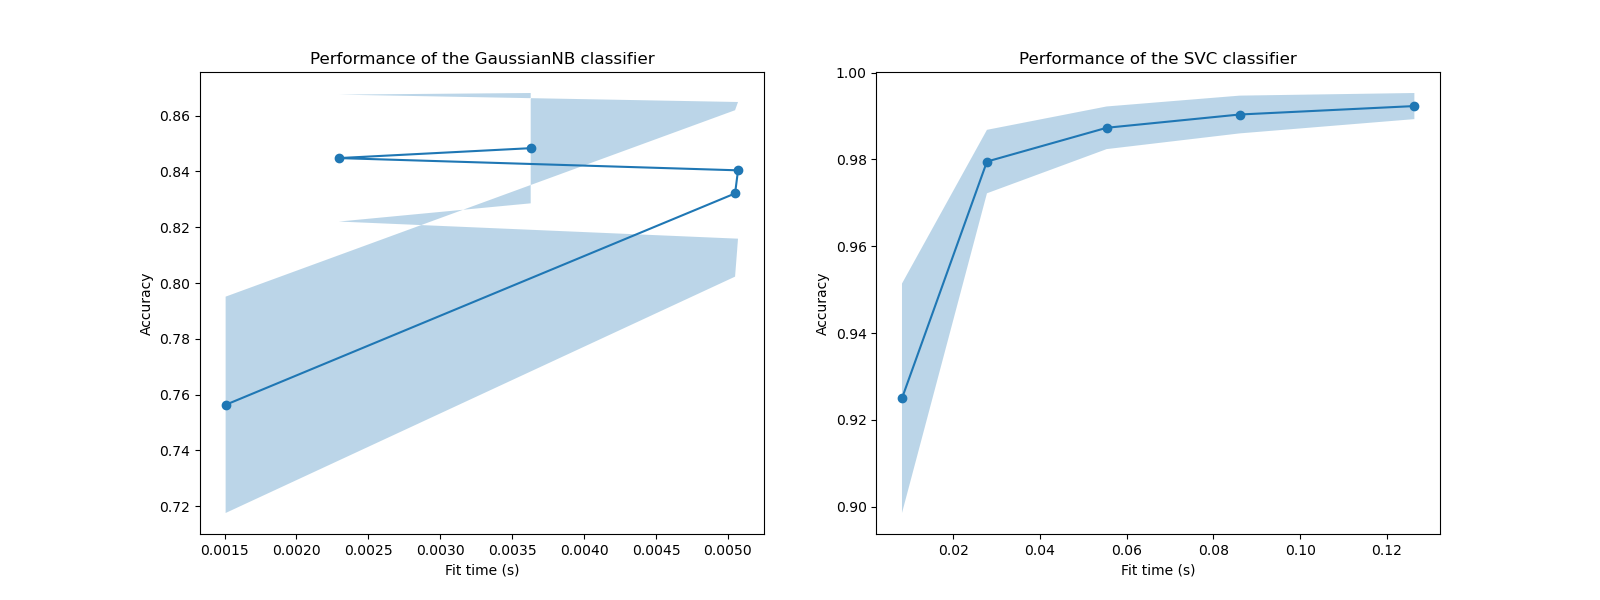 Performance of the GaussianNB classifier
Accuracy
0.86
0.84
0.82
0.80
0.78
0.76
0.74
0.72
0.0015 0.0020 0.0025 0.0030 0.0035 0.0040 0.0045 0.0050
Fit time (s)
Performance of the SVC classifier
Accuracy
1.00
0.98
0.96
0.94
0.92
0.90
0.02 0.04 0.06 0.08 0.10 0.12
Fit time (s)